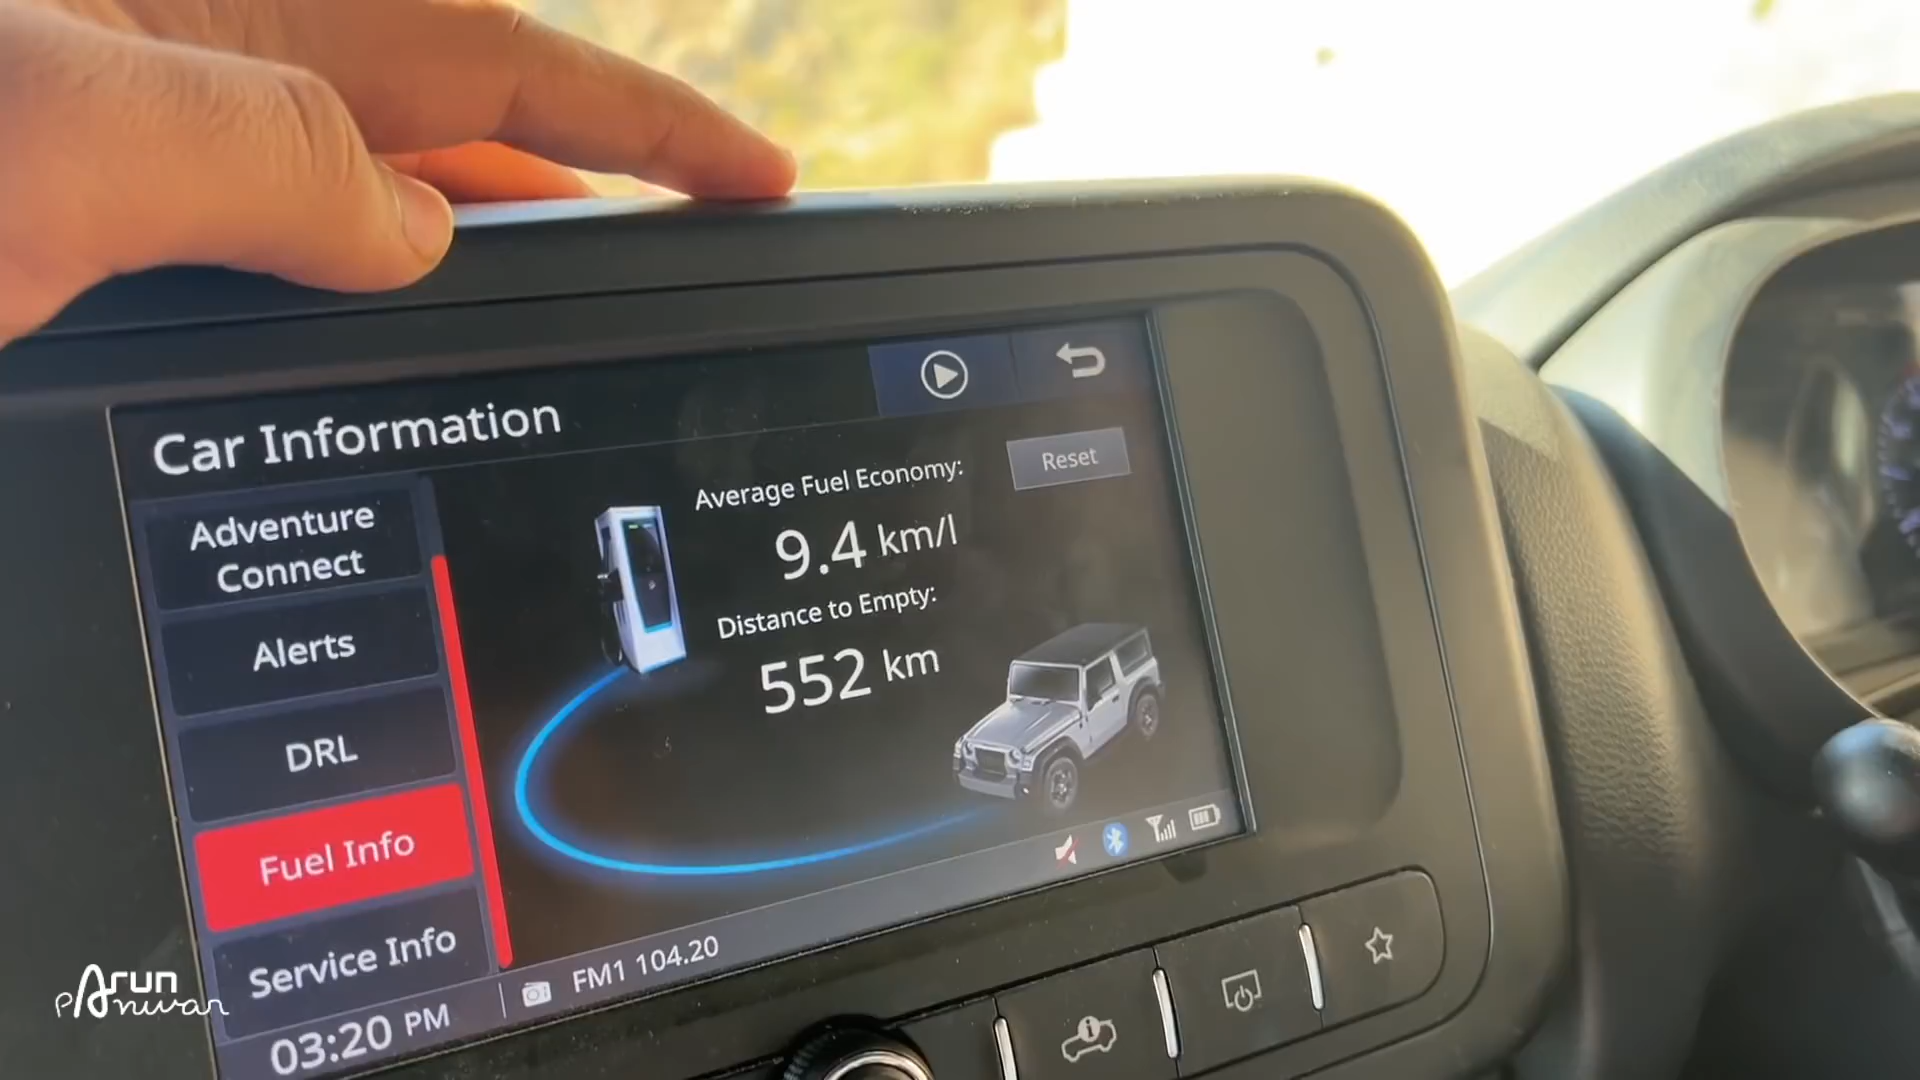 Car Information
Adventure
Connect
Alerts
DRL
Fuel Info
Service Info
Average Fuel Economy:
Reset
9.4 km/l
Distance to Empty:
552 km
03:20 PM
FM1 104.20
Arun
Panwar